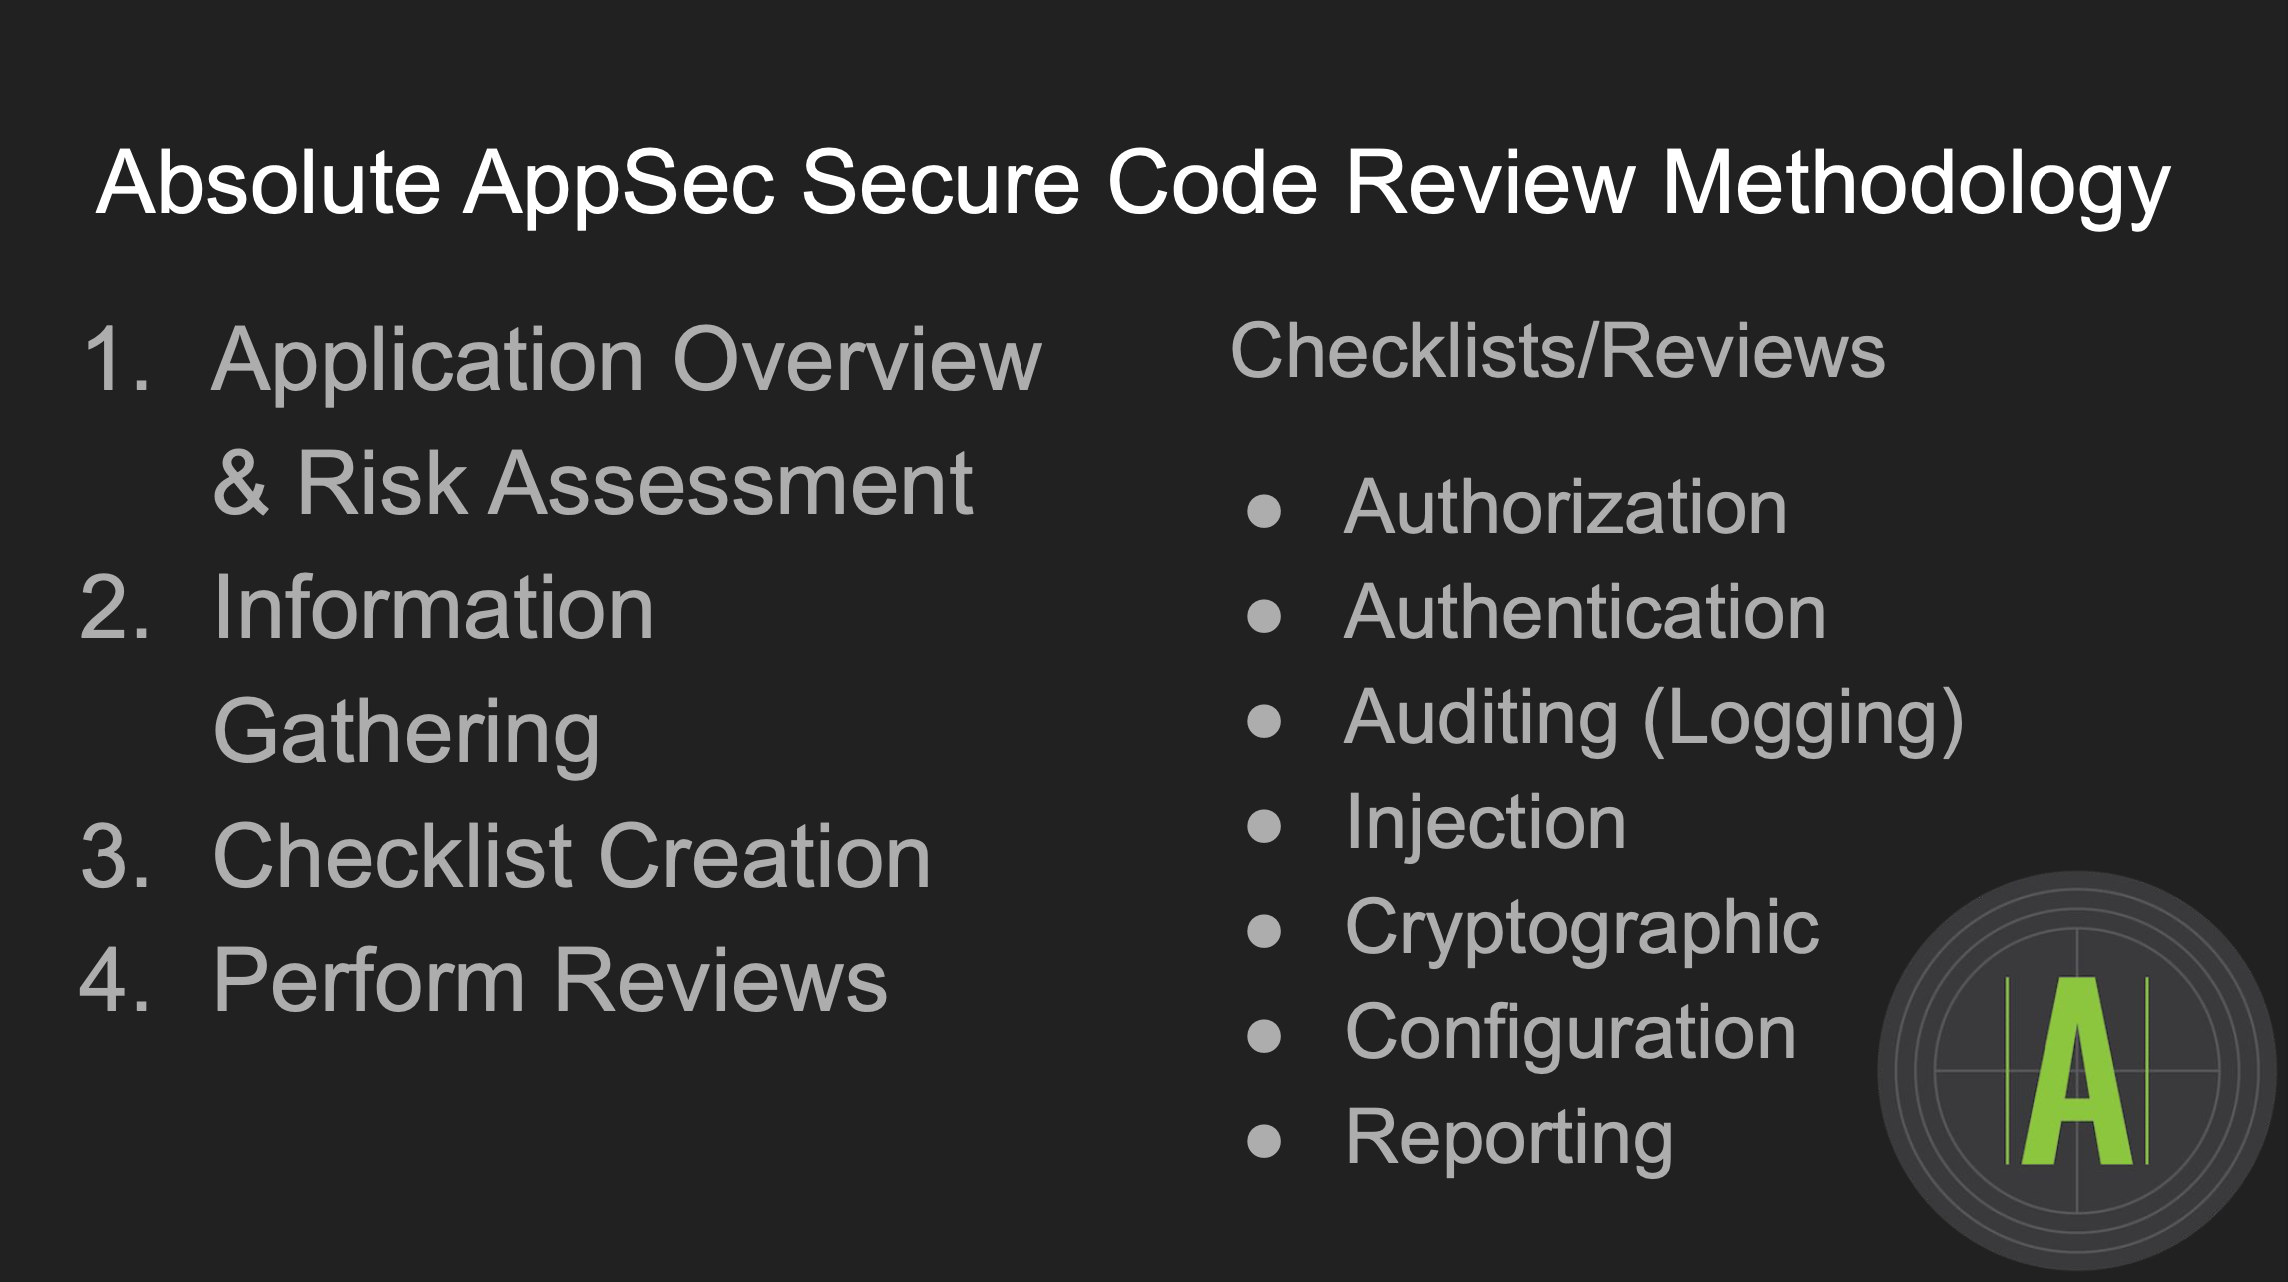 Absolute AppSec Secure Code Review Methodology
1. Application Overview
& Risk Assessment
2. Information
Gathering
3. Checklist Creation
4. Perform Reviews
Checklists/Reviews
● Authorization
● Authentication
● Auditing (Logging)
● Injection
● Cryptographic
● Configuration
● Reporting
|A|